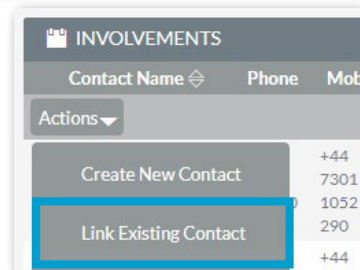 INVOLVEMENTS
Contact Name Phone Mob
Actions
Create New Contact
+44
7301
1052
Link Existing Contact
290
+44